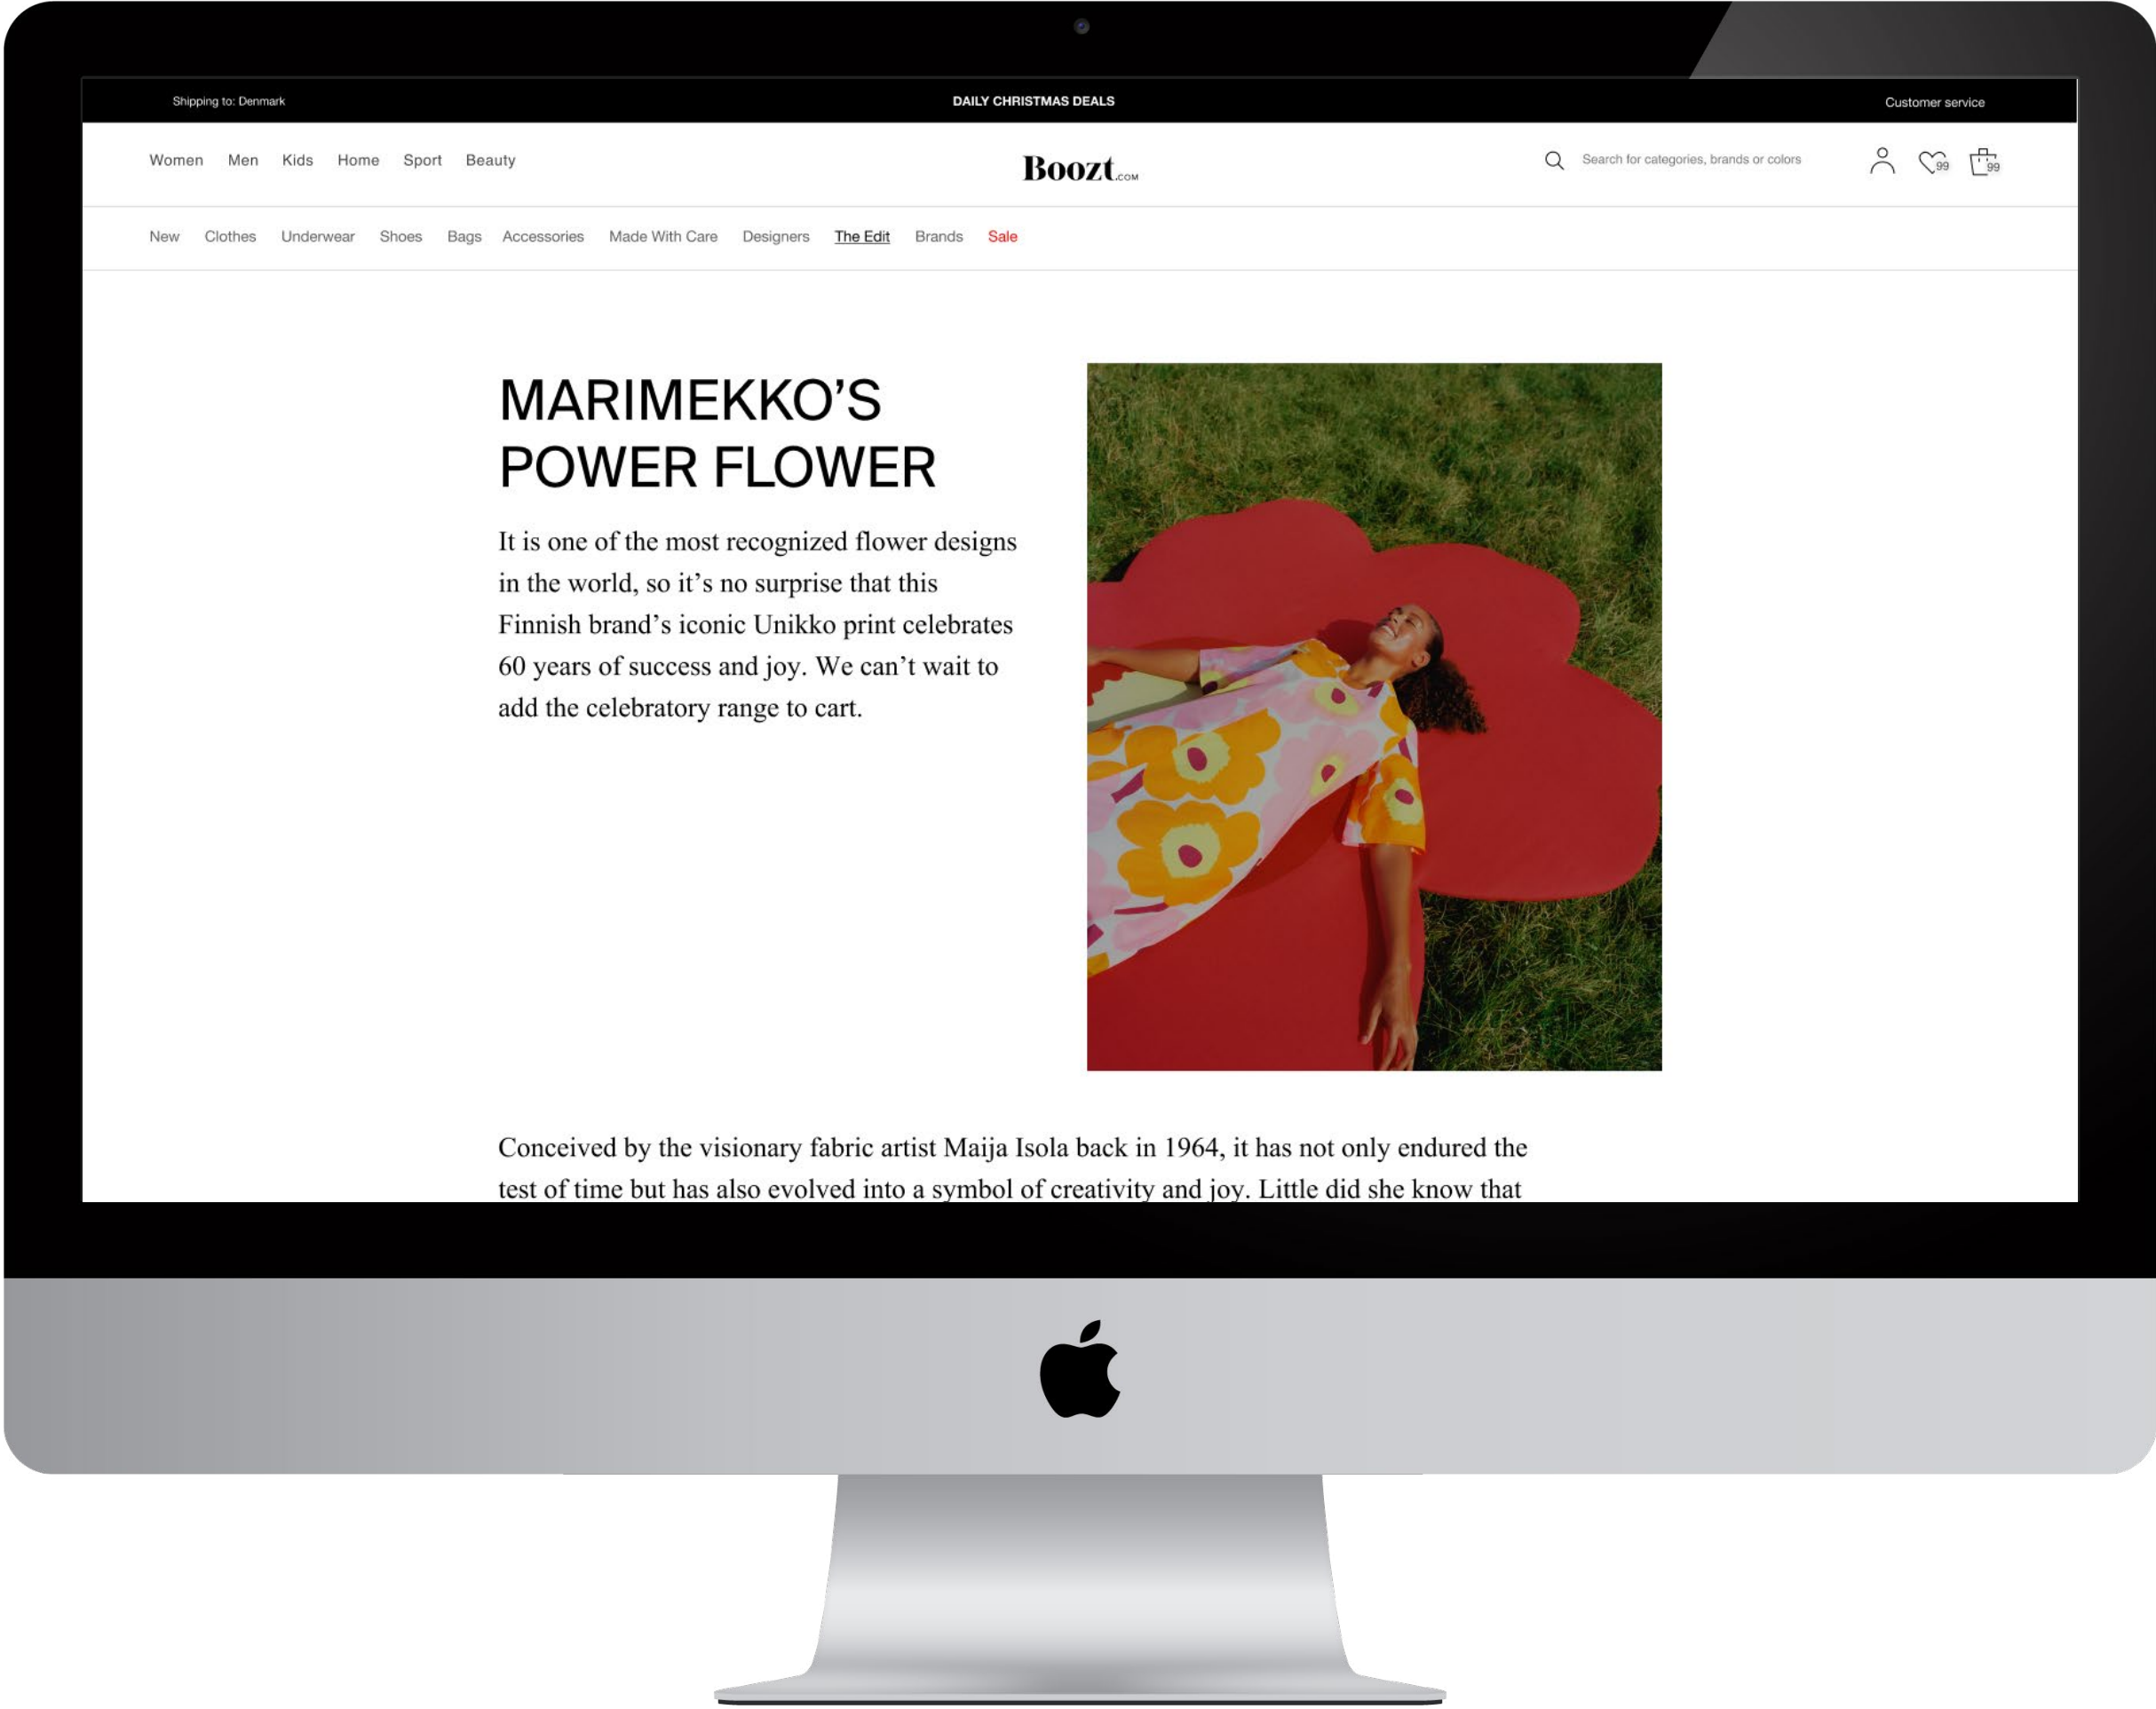 Shipping to: Denmark
DAILY CHRISTMAS DEALS
Customer service
Women Men Kids Home Sport Beauty
Boozt.COM
Search for categories, brands or colors
99
99
New Clothes Underwear Shoes Bags Accessories Made With Care Designers The Edit Brands Sale
MARIMEKKO’S
POWER FLOWER
It is one of the most recognized flower designs
in the world, so it’s no surprise that this
Finnish brand’s iconic Unikko print celebrates
60 years of success and joy. We can’t wait to
add the celebratory range to cart.
Conceived by the visionary fabric artist Maija Isola back in 1964, it has not only endured the
test of time but has also evolved into a symbol of creativity and joy. Little did she know that